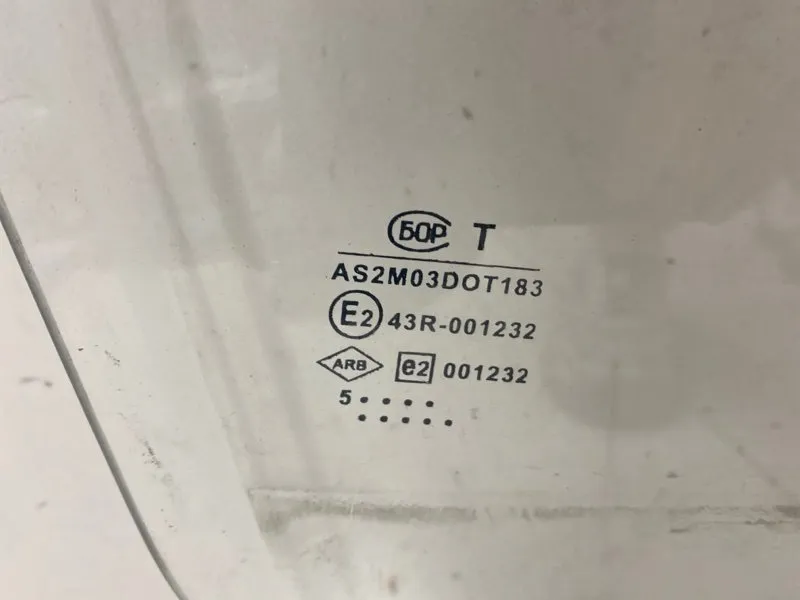 БОР T
AS2M03DOT183
E2 43R-001232
ARB e2 001232
5 • • • •
• • • • •